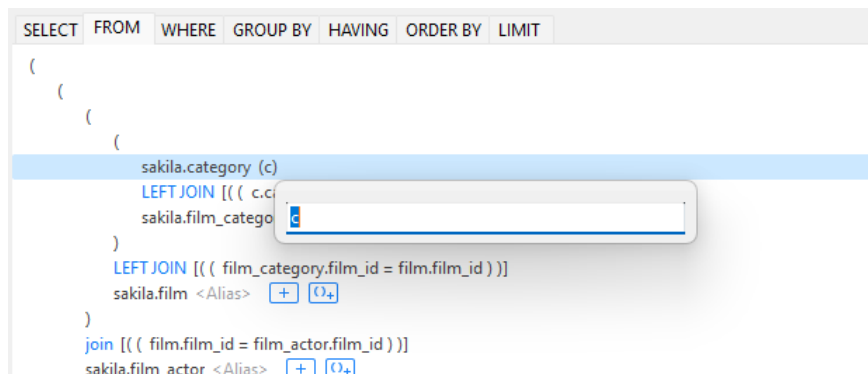 SELECT FROM WHERE GROUP BY HAVING ORDER BY LIMIT
(
(
(
(
sakila.category (c)
LEFT JOIN [( ( c.c
sakila.film_catego
c
)
LEFT JOIN [( ( film_category.film_id = film.film_id ) )]
sakila.film <Alias> + ()+
)
join [( ( film.film_id = film_actor.film_id ) )]
sakila.film_actor <Alias> + ()+